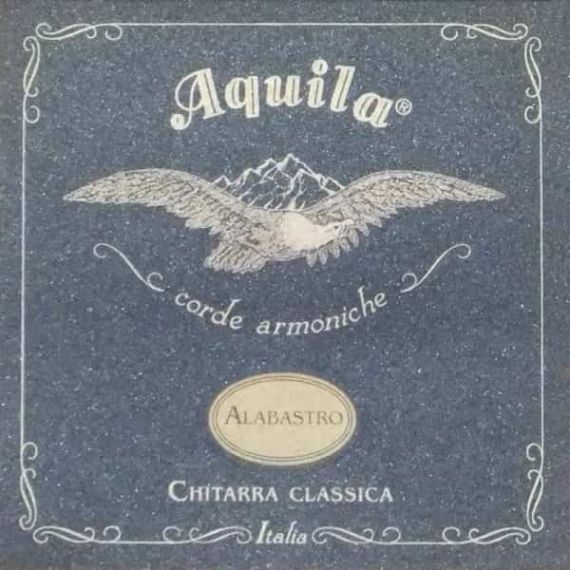 Aquila®
corde armoniche
ALABASTRO
CHITARRA CLASSICA
Italia